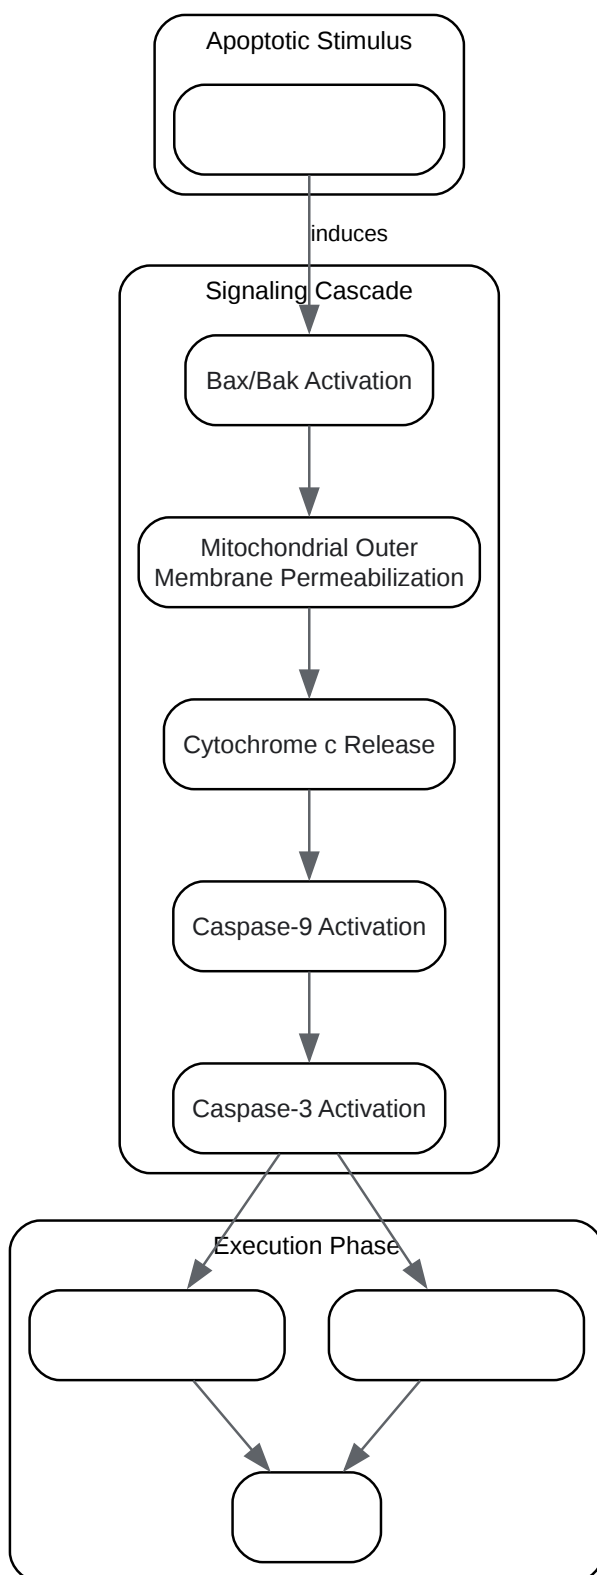 Apoptotic Stimulus
induces
Signaling Cascade
Bax/Bak Activation
Mitochondrial Outer
Membrane Permeabilization
Cytochrome c Release
Caspase-9 Activation
Caspase-3 Activation
Execution Phase